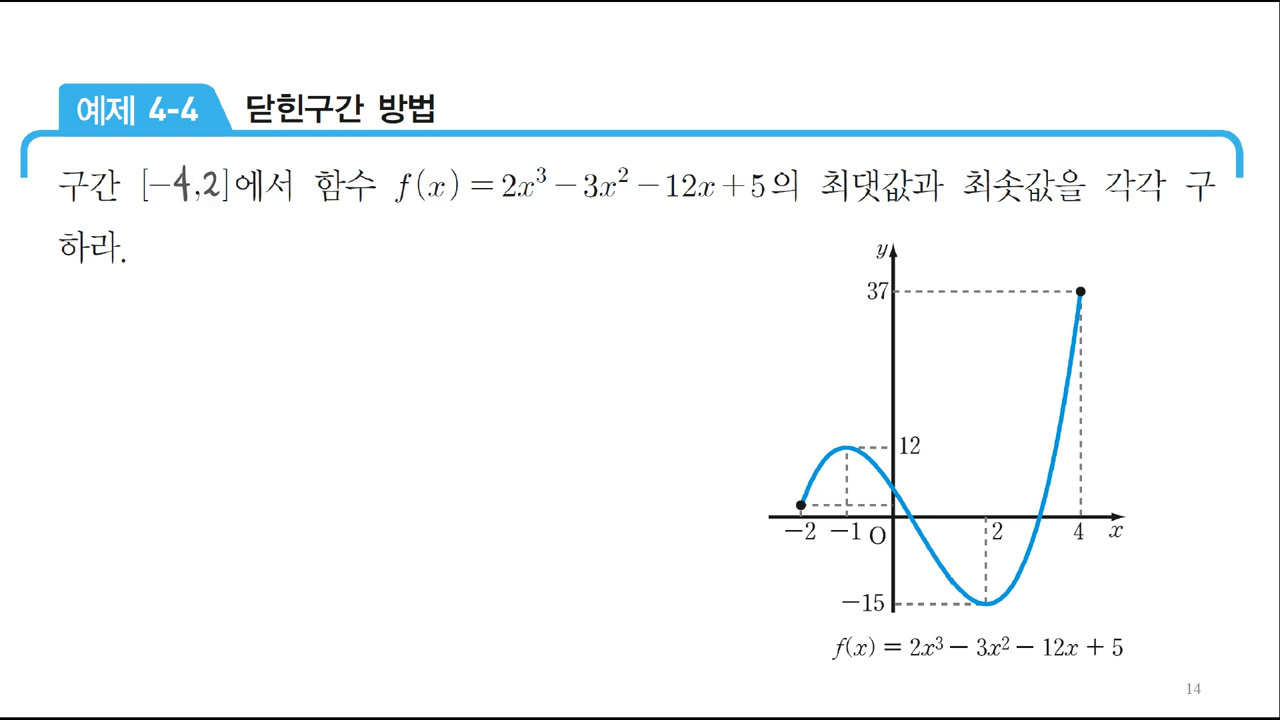 예제 4-4 닫힌구간 방법
구간 [-4,2]에서 함수 f(x)=2x³-3x²-12x+5의 최댓값과 최솟값을 각각 구
하라.
y
37
12
-2 -1 O 2 4 x
-15
f(x) = 2x³ - 3x² - 12x + 5
14